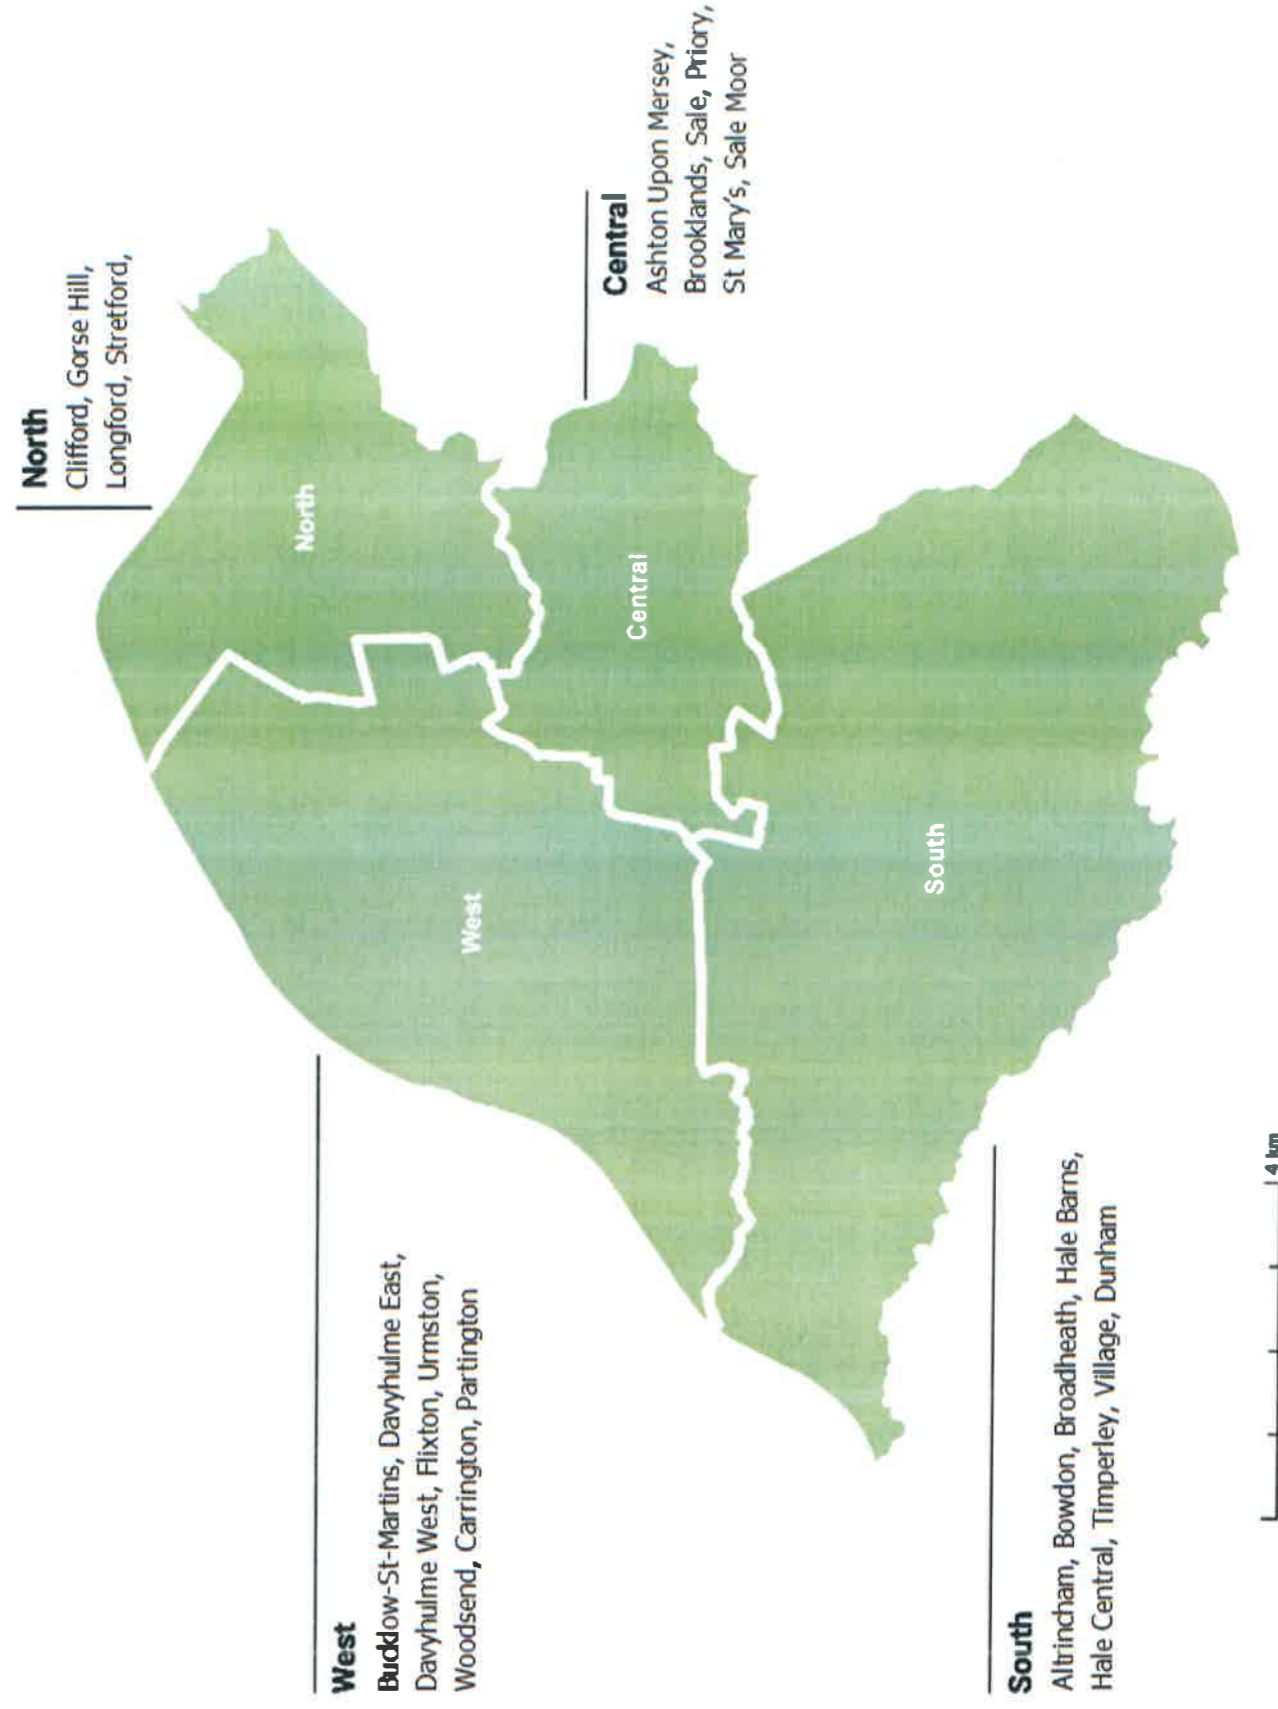 North
Clifford, Gorse Hill,
Longford, Stretford,
North
Central
Ashton Upon Mersey,
Brooklands, Sale, Priory,
St Mary's, Sale Moor
Central
West
West
Bucklow-St-Martins, Davyhulme East,
Davyhulme West, Flixton, Urmston,
Woodsend, Carrington, Partington
South
South
Altrincham, Bowdon, Broadheath, Hale Barns,
Hale Central, Timperley, Village, Dunham
4 km